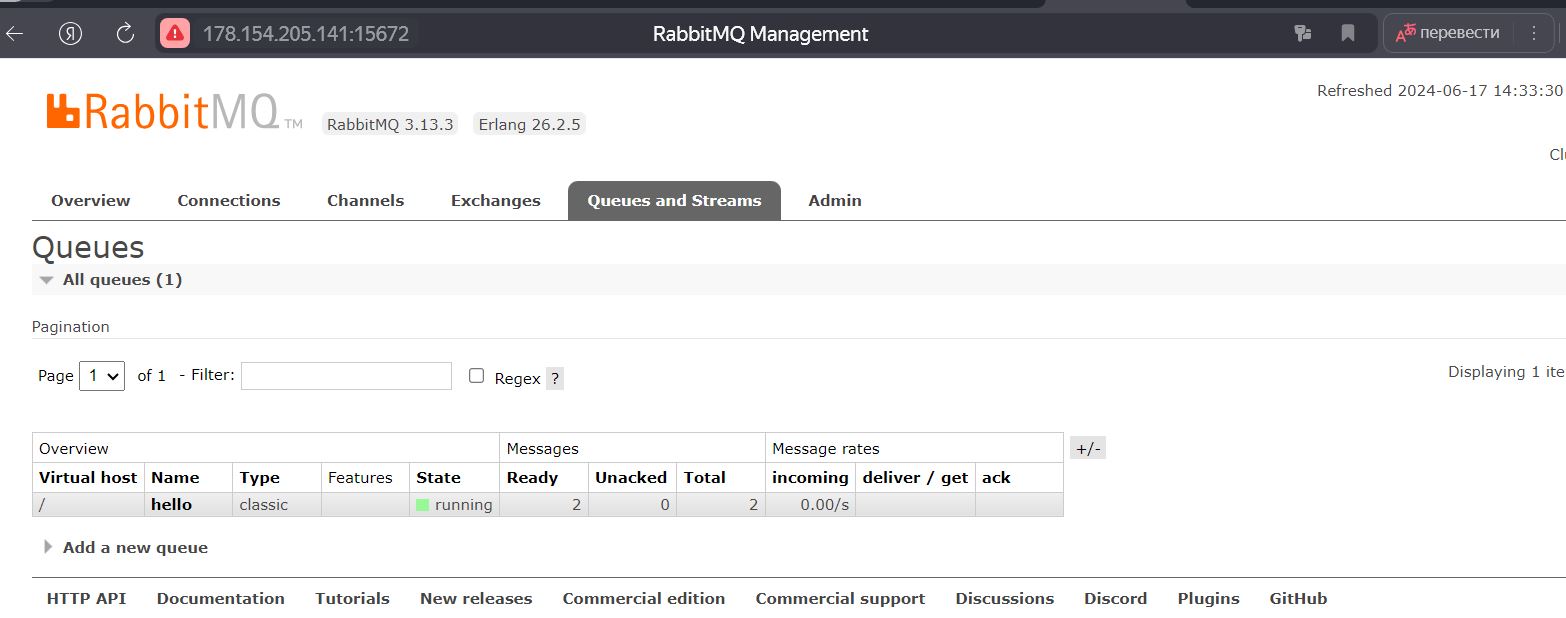 Я 178.154.205.141:15672 RabbitMQ Management перевести
Refreshed 2024-06-17 14:33:30
RabbitMQ TM RabbitMQ 3.13.3 Erlang 26.2.5
Overview Connections Channels Exchanges Queues and Streams Admin
Queues
All queues (1)
Pagination
Page 1 of 1 - Filter: Regex ?
Displaying 1 ite
Overview Messages Message rates +/-
Virtual host Name Type Features State Ready Unacked Total incoming deliver / get ack
/ hello classic running 2 0 2 0.00/s
Add a new queue
HTTP API Documentation Tutorials New releases Commercial edition Commercial support Discussions Discord Plugins GitHub